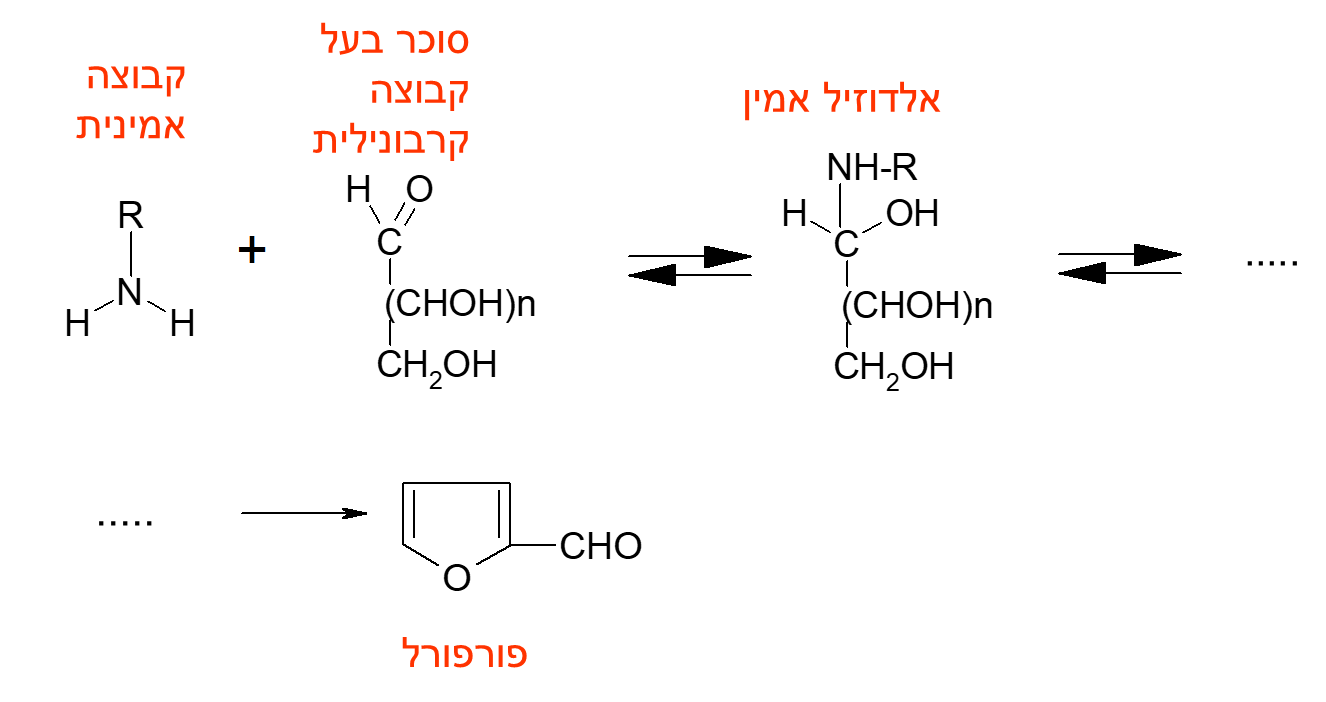 קבוצה
אמינית
סוכר בעל
קבוצה
קרבונילית
אלדוזיל אמין
R
N
H
H
+
H
O
C
(CHOH)n
CH₂OH
NH-R
H
OH
C
(CHOH)n
CH₂OH
.....
.....
O
CHO
פורפורל